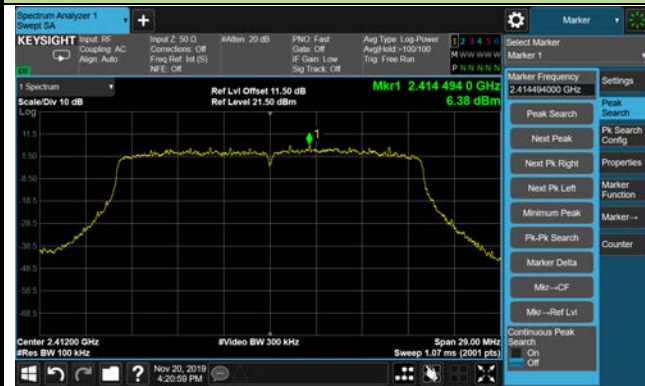 Spectrum Analyzer 1
Swept SA
Marker
KEYSIGHT
Input: RF
Coupling: AC
Align: Auto
Input Z: 50 Ω
Corrections: Off
Freq Ref: Int (S)
NFE: Off
#Atten: 20 dB
PNO: Fast
Gate: Off
IF Gain: Low
Sig Track: Off
Avg Type: Log-Power
Avg|Hold:>100/100
Trig: Free Run
1 2 3 4 5 6
M W W W W W
P N N N N N
Select Marker
Marker 1
1 Spectrum
Scale/Div 10 dB
Log
Ref Lvl Offset 11.50 dB
Ref Level 21.50 dBm
Mkr1 2.414 494 0 GHz
6.38 dBm
11.5
1.50
-8.50
-18.5
-28.5
-38.5
-48.5
-58.5
-68.5
1
Center 2.41200 GHz
#Res BW 100 kHz
#Video BW 300 kHz
Span 29.00 MHz
Sweep 1.07 ms (2001 pts)
Marker Frequency
2.414494000 GHz
Peak Search
Next Peak
Next Pk Right
Next Pk Left
Minimum Peak
Pk-Pk Search
Marker Delta
Mkr→CF
Mkr→Ref Lvl
Continuous Peak
Search
On
Off
Settings
Peak
Search
Pk Search
Config
Properties
Marker
Function
Marker→
Counter
Nov 20, 2019
4:20:59 PM